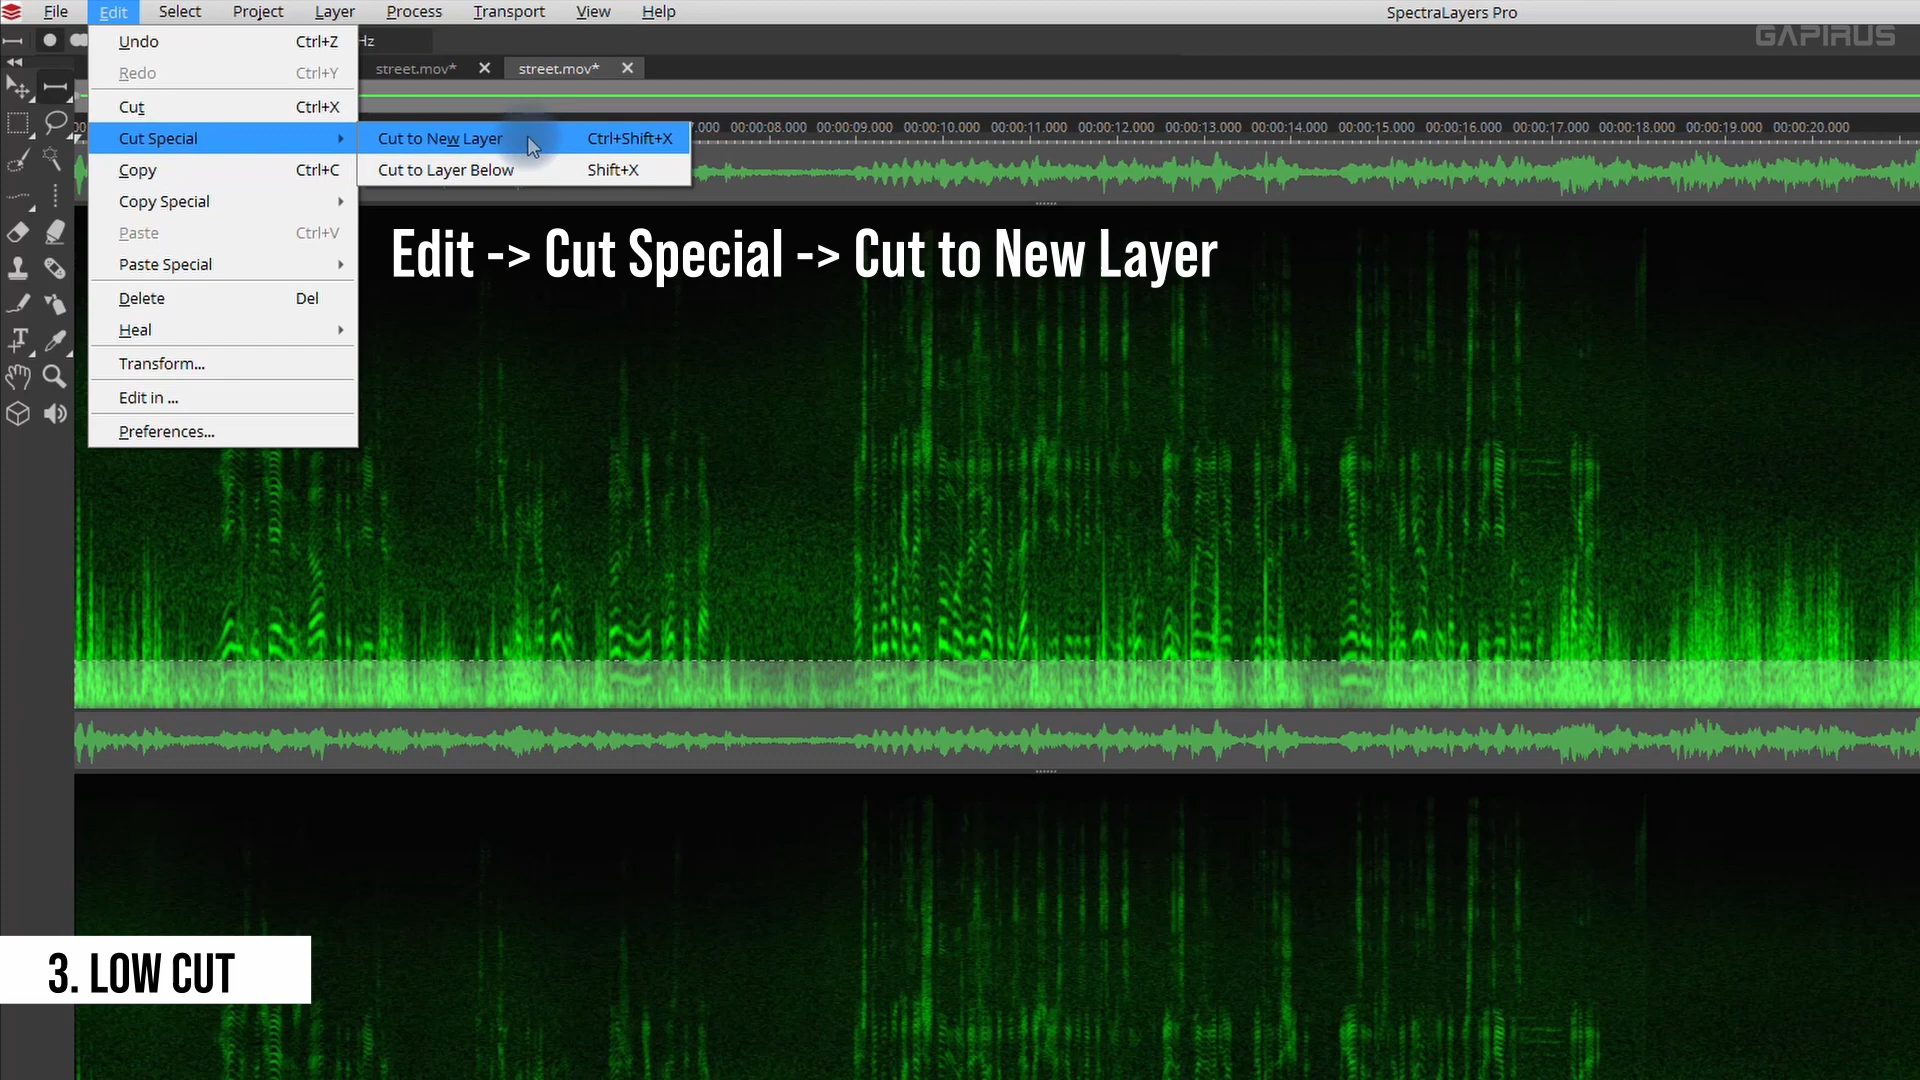 File Edit Select Project Layer Process Transport View Help SpectraLayers Pro
GAPIRUS
Hz
Undo Ctrl+Z
Redo Ctrl+Y
Cut Ctrl+X
Cut Special
Copy Ctrl+C
Copy Special
Paste Ctrl+V
Paste Special
Delete Del
Heal
Transform...
Edit in ...
Preferences...
street.mov* street.mov*
Cut to New Layer Ctrl+Shift+X
Cut to Layer Below Shift+X
7.000 00:00:08.000 00:00:09.000 00:00:10.000 00:00:11.000 00:00:12.000 00:00:13.000 00:00:14.000 00:00:15.000 00:00:16.000 00:00:17.000 00:00:18.000 00:00:19.000 00:00:20.000
Edit -> Cut Special -> Cut to New Layer
3. LOW CUT